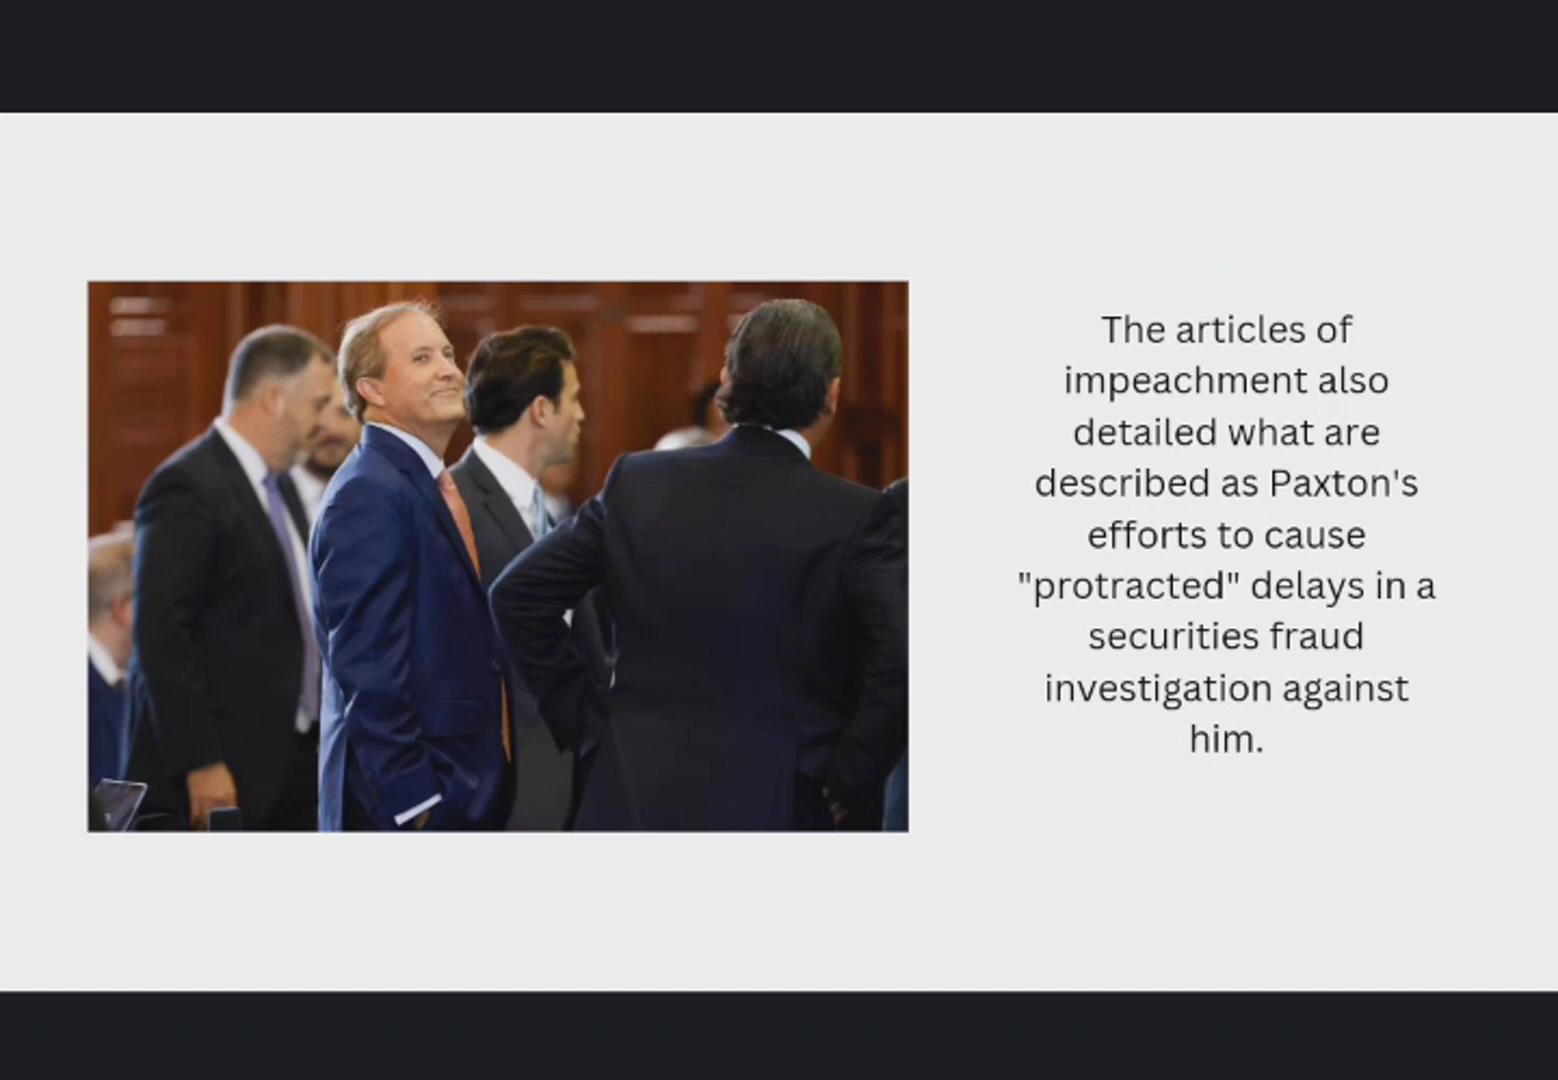 The articles of
impeachment also
detailed what are
described as Paxton's
efforts to cause
"protracted" delays in a
securities fraud
investigation against
him.